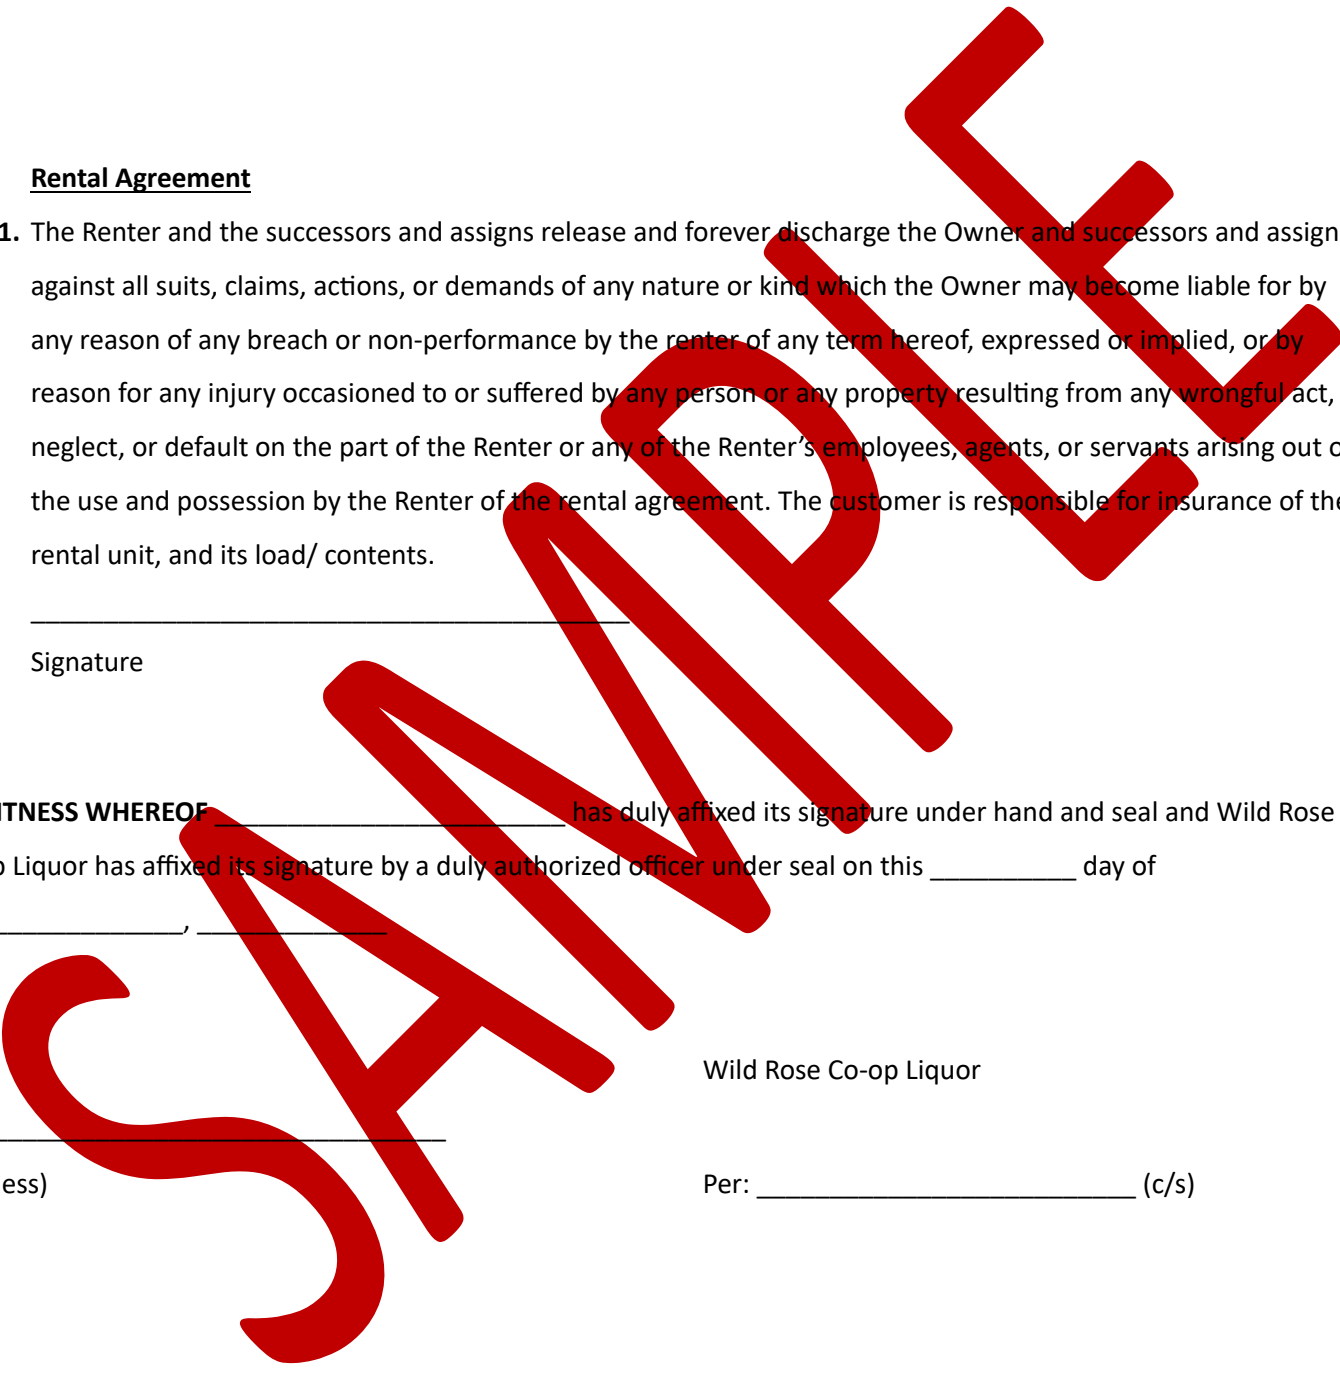 Rental Agreement
1. The Renter and the successors and assigns release and forever discharge the Owner and successors and assign
against all suits, claims, actions, or demands of any nature or kind which the Owner may become liable for by
any reason of any breach or non-performance by the renter of any term hereof, expressed or implied, or by
reason for any injury occasioned to or suffered by any person or any property resulting from any wrongful act,
neglect, or default on the part of the Renter or any of the Renter’s employees, agents, or servants arising out o
the use and possession by the Renter of the rental agreement. The customer is responsible for insurance of the
rental unit, and its load/ contents.
_________________________________________
Signature
ITNESS WHEREOF ________________________ has duly affixed its signature under hand and seal and Wild Rose
p Liquor has affixed its signature by a duly authorized officer under seal on this __________ day of
_____________, _____________
Wild Rose Co-op Liquor
_______________________________
ess)
Per: __________________________ (c/s)
SAMPLE